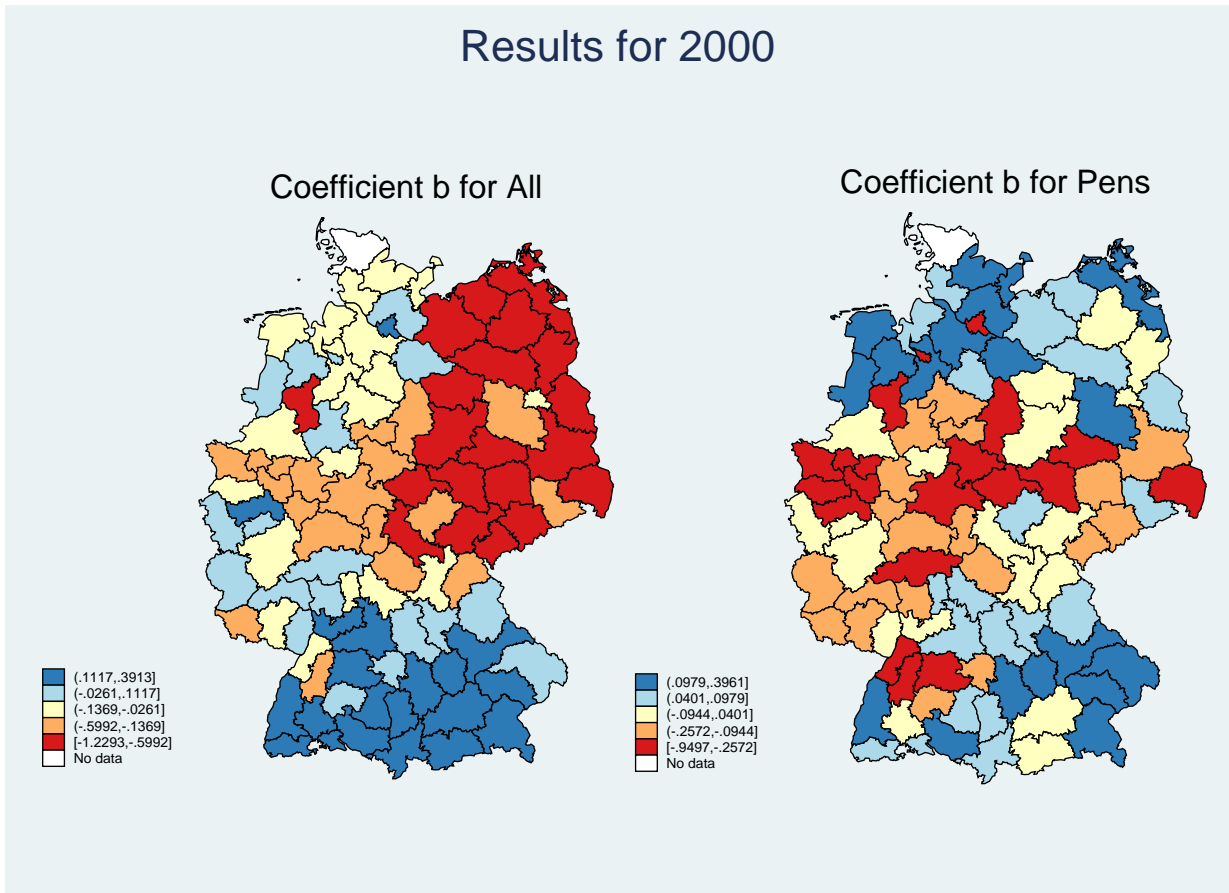 Results for 2000
Coefficient b for All
(.1117,.3913]
(-.0261,.1117]
(-.1369,-.0261]
(-.5992,-.1369]
[-1.2293,-.5992]
No data
Coefficient b for Pens
(.0979,.3961]
(.0401,.0979]
(-.0944,.0401]
(-.2572,-.0944]
[-.9497,-.2572]
No data